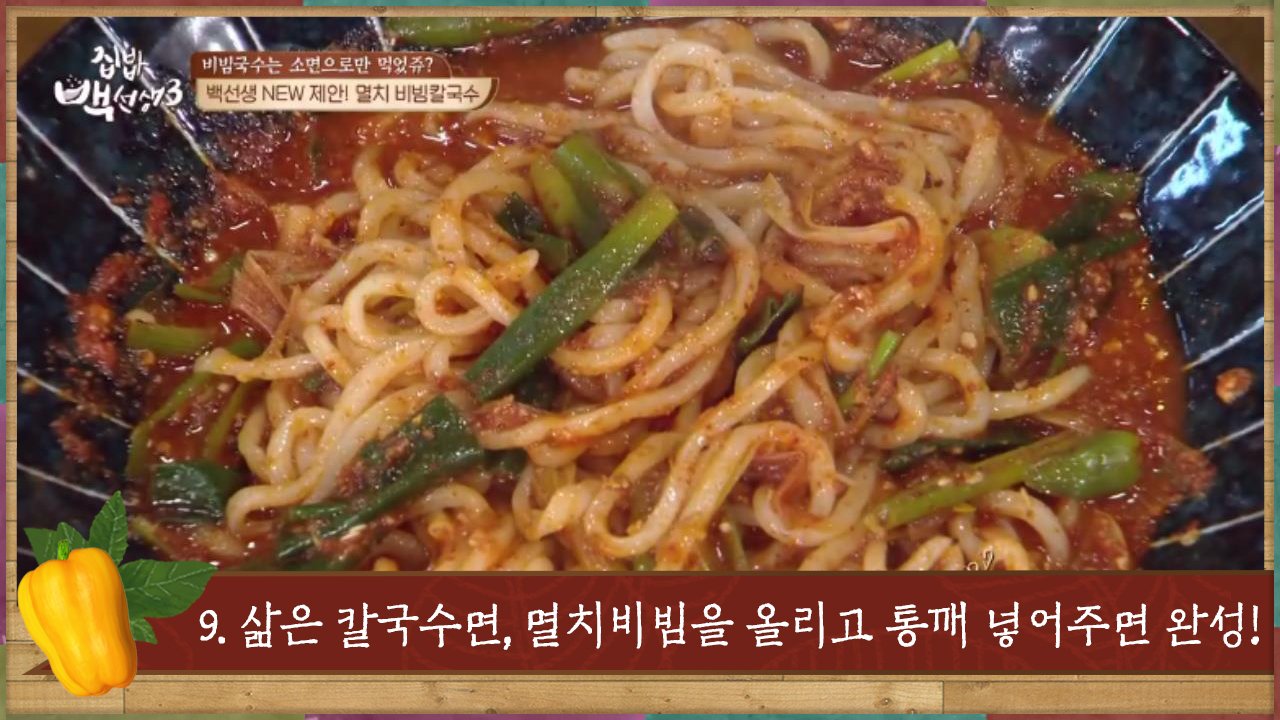 집밥
백선생3
비빔국수는 소면으로만 먹었쥬?
백선생 NEW 제안! 멸치 비빔칼국수
9. 삶은 칼국수면, 멸치비빔을 올리고 통깨 넣어주면 완성!